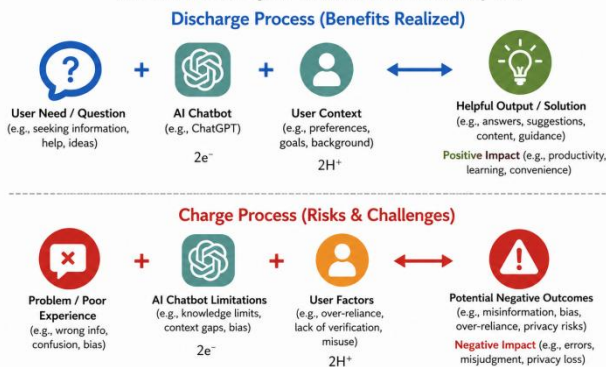 Discharge Process (Benefits Realized)
?
+
+
User Need / Question
(e.g., seeking information,
help, ideas)
AI Chatbot
(e.g., ChatGPT)
2e⁻
User Context
(e.g., preferences,
goals, background)
2H⁺
Helpful Output / Solution
(e.g., answers, suggestions,
content, guidance)
Positive Impact (e.g., productivity,
learning, convenience)
Charge Process (Risks & Challenges)
+
+
!
Problem / Poor
Experience
(e.g., wrong info,
confusion, bias)
AI Chatbot Limitations
(e.g., knowledge limits,
context gaps, bias)
2e⁻
User Factors
(e.g., over-reliance,
lack of verification,
misuse)
2H⁺
Potential Negative Outcomes
(e.g., misinformation, bias,
over-reliance, privacy risks)
Negative Impact (e.g., errors,
misjudgment, privacy loss)